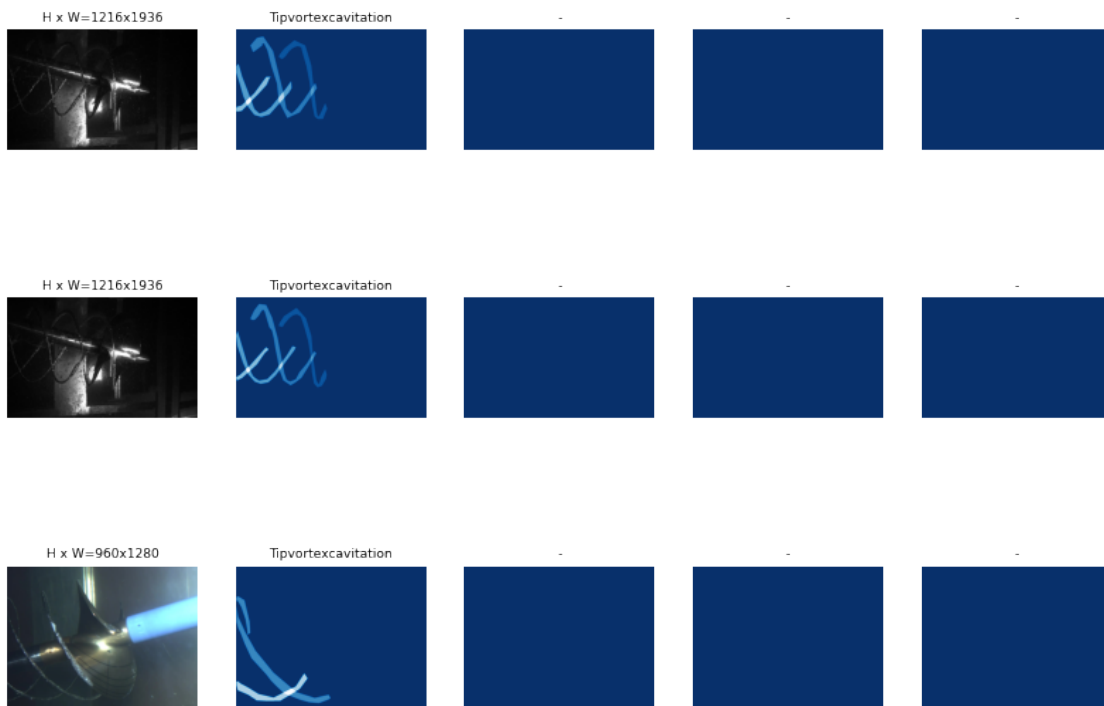 H x W=1216x1936 Tipvortexcavitation - - -
H x W=1216x1936 Tipvortexcavitation - - -
H x W=960x1280 Tipvortexcavitation - - -